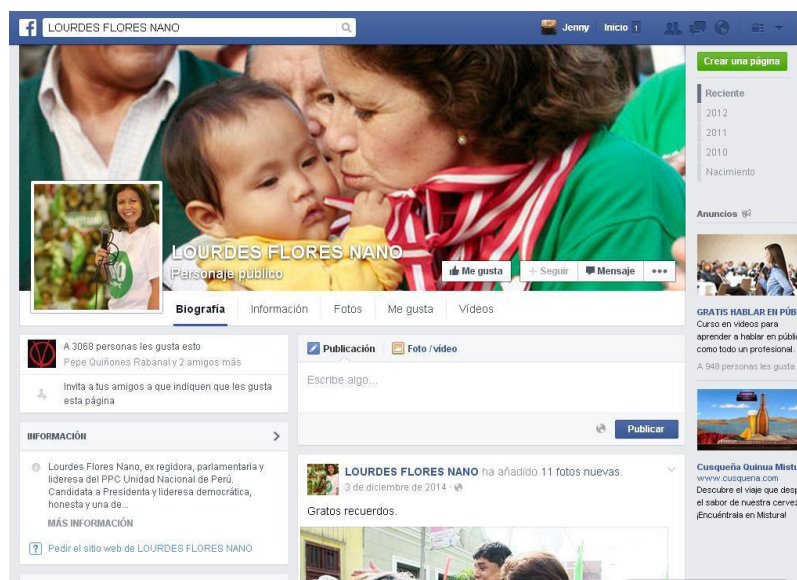 LOURDES FLORES NANO
Jenny
Inicio 1
Crear una página
Reciente
2012
2011
2010
Nacimiento
LOURDES FLORES NANO
Personaje público
Me gusta
Seguir
Mensaje
Biografía
Información
Fotos
Me gusta
Vídeos
A 3068 personas les gusta esto
Pepe Quiñones Rabanal y 2 amigos más
Invita a tus amigos a que indiquen que les gusta
esta página
INFORMACIÓN
Lourdes Flores Nano, ex regidora, parlamentaria y
lideresa del PPC Unidad Nacional de Perú.
Candidata a Presidenta y lideresa democrática,
honesta y una de...
MÁS INFORMACIÓN
? Pedir el sitio web de LOURDES FLORES NANO
Publicación
Foto / vídeo
Escribe algo...
Publicar
LOURDES FLORES NANO ha añadido 11 fotos nuevas.
3 de diciembre de 2014
Gratos recuerdos.
Anuncios
GRATIS HABLAR EN PÚB
Curso en videos para
aprender a hablar en públic
como todo un profesional.
A 948 personas les gusta
Cusqueña Quinua Mistu
www.cusquena.com
Descubre el viaje que desp
el sabor de nuestra cervez
¡Encuéntrala en Mistura!